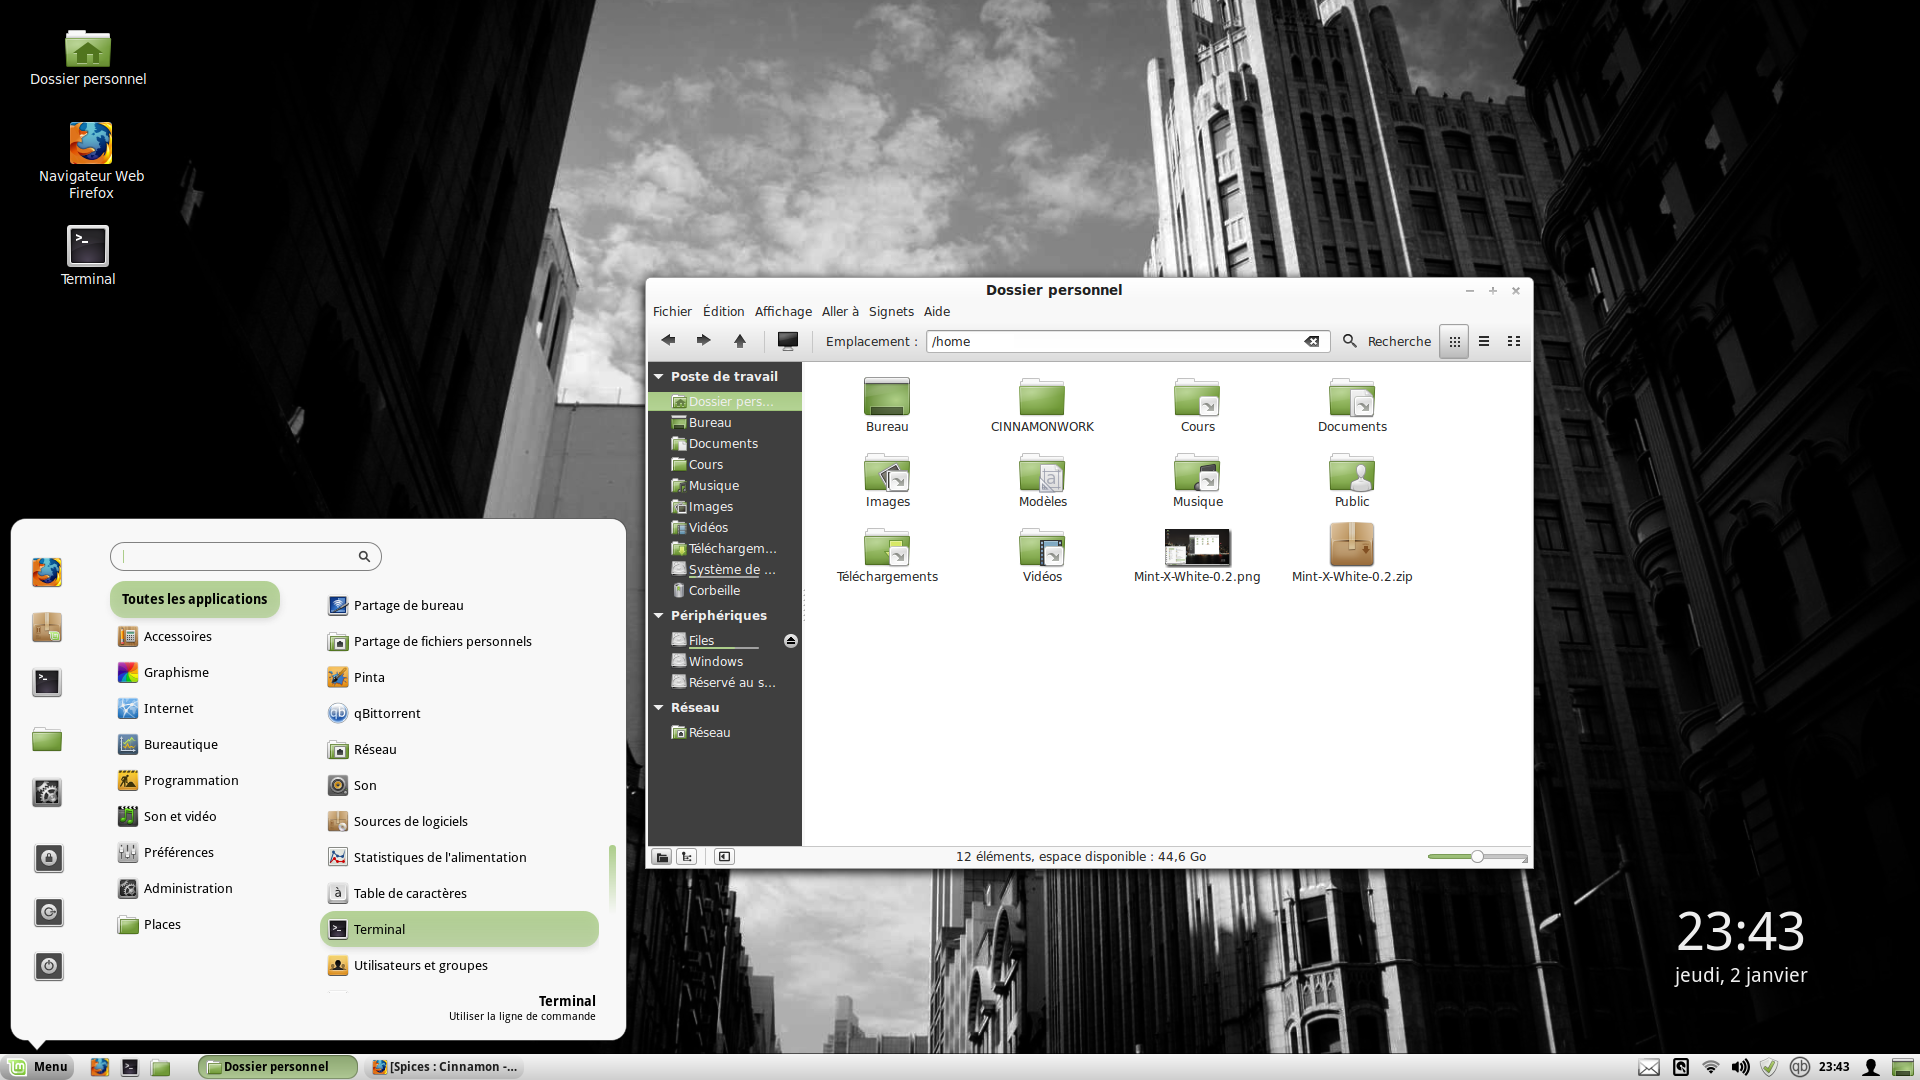 Dossier personnel
Navigateur Web
Firefox
Terminal
Dossier personnel
Fichier Édition Affichage Aller à Signets Aide
Emplacement : /home Recherche
Poste de travail
Dossier pers...
Bureau
Documents
Cours
Musique
Images
Vidéos
Téléchargem...
Système de ...
Corbeille
Périphériques
Files
Windows
Réservé au s...
Réseau
Réseau
Bureau CINNAMONWORK Cours Documents
Images Modèles Musique Public
Téléchargements Vidéos Mint-X-White-0.2.png Mint-X-White-0.2.zip
12 éléments, espace disponible : 44,6 Go
Toutes les applications
Accessoires
Graphisme
Internet
Bureautique
Programmation
Son et vidéo
Préférences
Administration
Places
Partage de bureau
Partage de fichiers personnels
Pinta
qb qBittorrent
Réseau
Son
Sources de logiciels
Statistiques de l'alimentation
à Table de caractères
Terminal
Utilisateurs et groupes
Terminal
Utiliser la ligne de commande
23:43
jeudi, 2 janvier
Menu Dossier personnel [Spices : Cinnamon -... qb 23:43